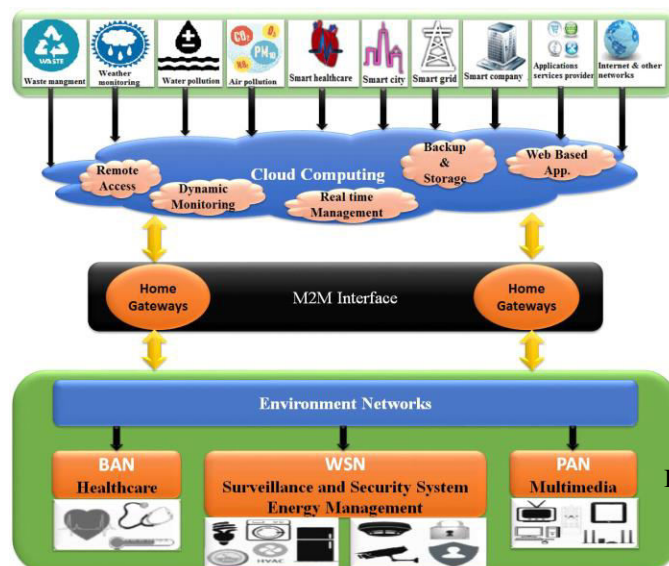 WASTE
CO₂
O₃
PM10
NOₓ
Waste managment
Weather
monitoring
Water pollution
Air pollution
Smart healthcare
Smart city
Smart grid
Smart company
Applications
services provider
Internet & other
networks
Cloud Computing
Remote
Access
Dynamic
Monitoring
Real time
Management
Backup
&
Storage
Web Based
App.
Home
Gateways
M2M Interface
Home
Gateways
Environment Networks
BAN
Healthcare
WSN
Surveillance and Security System
Energy Management
PAN
Multimedia
HVAC